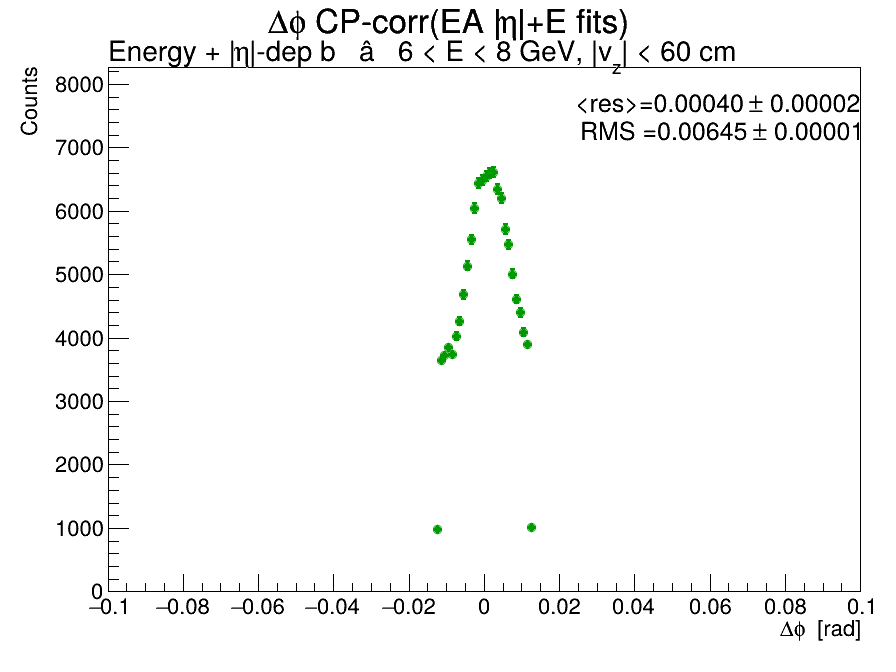 Δϕ CP-corr(EA |η|+E fits)
Energy + |η|-dep b â 6 < E < 8 GeV, |v_z| < 60 cm
Counts
<res>=0.00040 ± 0.00002
RMS =0.00645 ± 0.00001
8000
7000
6000
5000
4000
3000
2000
1000
0
−0.1 −0.08 −0.06 −0.04 −0.02 0 0.02 0.04 0.06 0.08 0.1
Δϕ [rad]